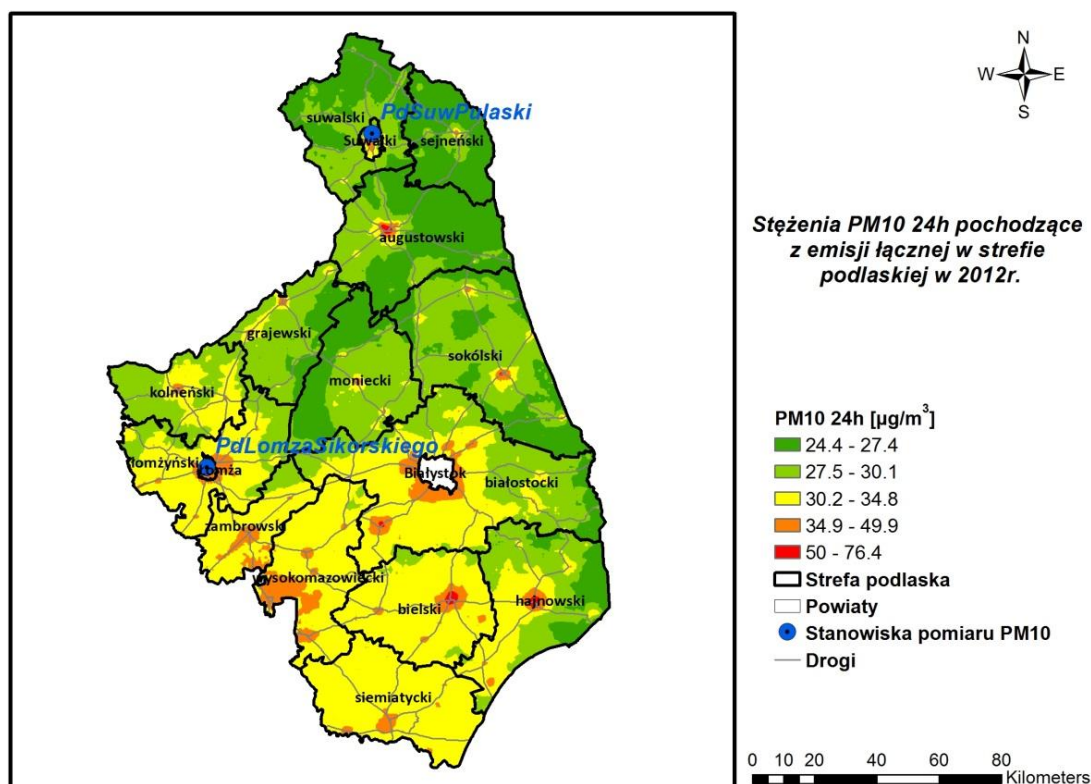 PdSuwPulaski
suwalski
Suwałki
sejneński
augustowski
grajewski
sokólski
moniecki
kolneński
PdLomzaSikorskiego
łomżyński
Łomża
Białystok
białostocki
zambrowski
wysokomazowiecki
bielski
hajnowski
siemiatycki
N
W
E
S
Stężenia PM10 24h pochodzące
z emisji łącznej w strefie
podlaskiej w 2012r.
PM10 24h [µg/m³]
24.4 - 27.4
27.5 - 30.1
30.2 - 34.8
34.9 - 49.9
50 - 76.4
Strefa podlaska
Powiaty
Stanowiska pomiaru PM10
Drogi
0 10 20 40 60 80
Kilometers